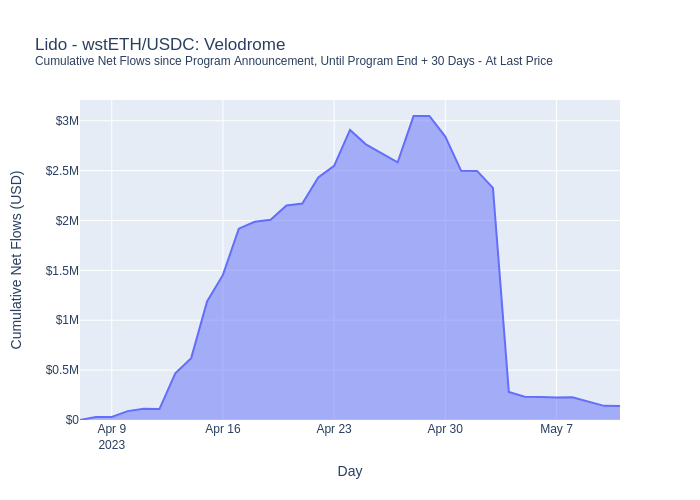 Lido - wstETH/USDC: Velodrome
Cumulative Net Flows since Program Announcement, Until Program End + 30 Days - At Last Price
Cumulative Net Flows (USD)
$3M
$2.5M
$2M
$1.5M
$1M
$0.5M
$0
Apr 9
2023
Apr 16
Apr 23
Apr 30
May 7
Day